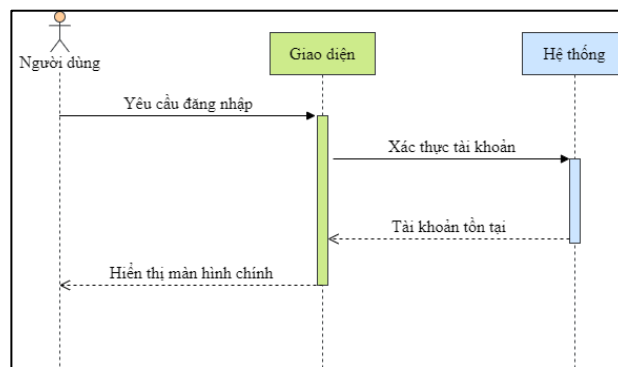 Người dùng
Giao diện
Hệ thống
Yêu cầu đăng nhập
Xác thực tài khoản
Tài khoản tồn tại
Hiển thị màn hình chính